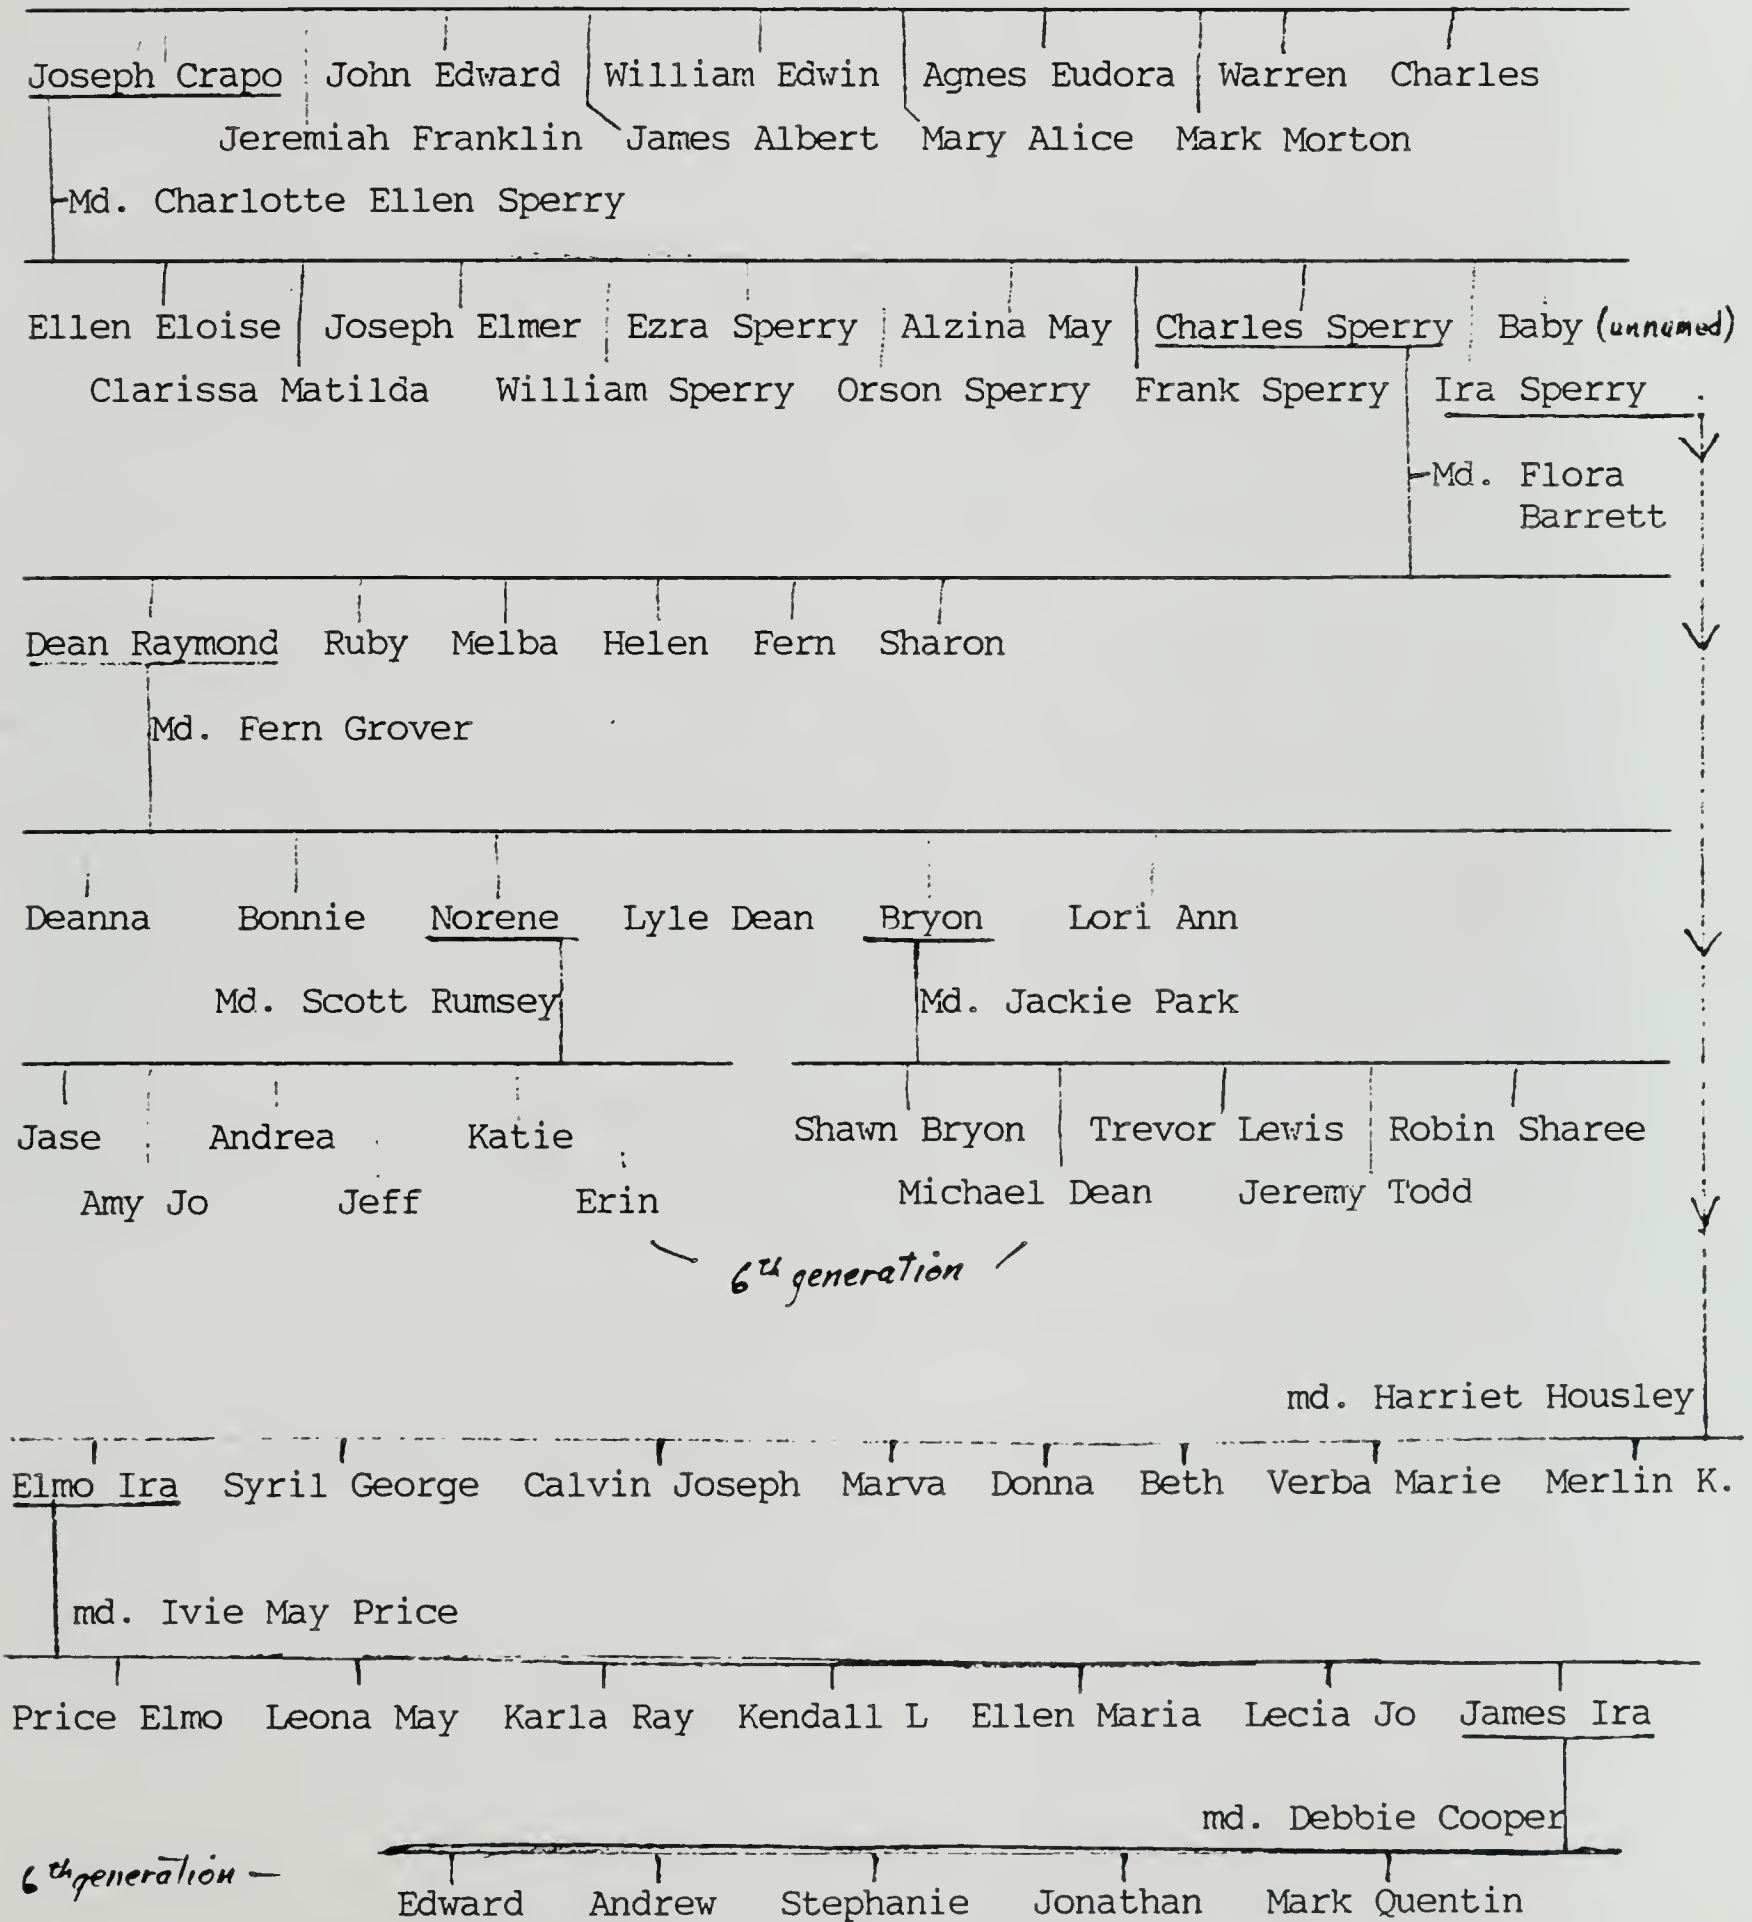 Joseph Crapo John Edward William Edwin Agnes Eudora Warren Charles
Jeremiah Franklin James Albert Mary Alice Mark Morton
Md. Charlotte Ellen Sperry
Ellen Eloise Joseph Elmer Ezra Sperry Alzina May Charles Sperry Baby (unnamed)
Clarissa Matilda William Sperry Orson Sperry Frank Sperry Ira Sperry
Md. Flora
Barrett
Dean Raymond Ruby Melba Helen Fern Sharon
Md. Fern Grover
Deanna Bonnie Norene Lyle Dean Bryon Lori Ann
Md. Scott Rumsey Md. Jackie Park
Jase Andrea Katie Shawn Bryon Trevor Lewis Robin Sharee
Amy Jo Jeff Erin Michael Dean Jeremy Todd
6th generation
md. Harriet Housley
Elmo Ira Syril George Calvin Joseph Marva Donna Beth Verba Marie Merlin K.
md. Ivie May Price
Price Elmo Leona May Karla Ray Kendall L Ellen Maria Lecia Jo James Ira
md. Debbie Cooper
6th generation —
Edward Andrew Stephanie Jonathan Mark Quentin